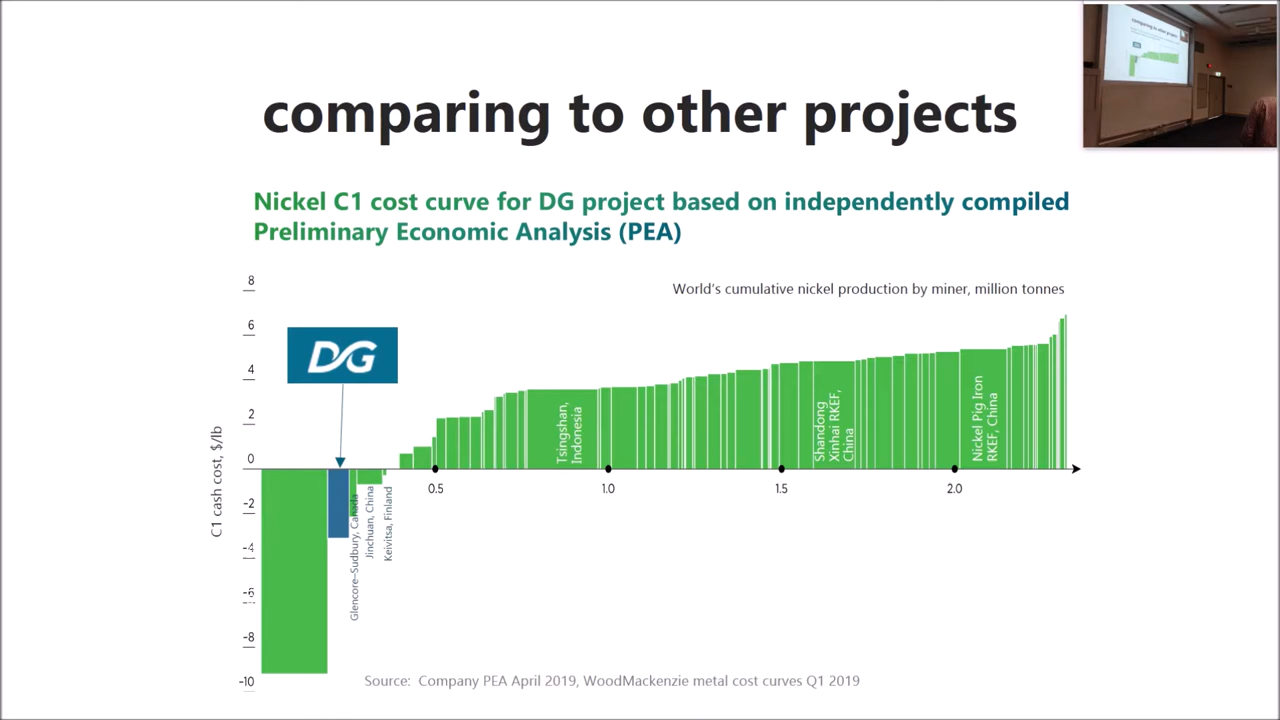 comparing to other projects
comparing to other projects
Nickel C1 cost curve for DG project based on independently compiled
Preliminary Economic Analysis (PEA)
World's cumulative nickel production by miner, million tonnes
8
6
4
2
0
-2
-4
-6
-8
-10
C1 cash cost, $/lb
DG
Tsingshan,
Indonesia
Shandong
Xinhai RKEF,
China
Nickel Pig Iron
RKEF, China
0.5
1.0
1.5
2.0
Glencore–Sudbury, Canada
Jinchuan, China
Keivitsa, Finland
Source: Company PEA April 2019, WoodMackenzie metal cost curves Q1 2019